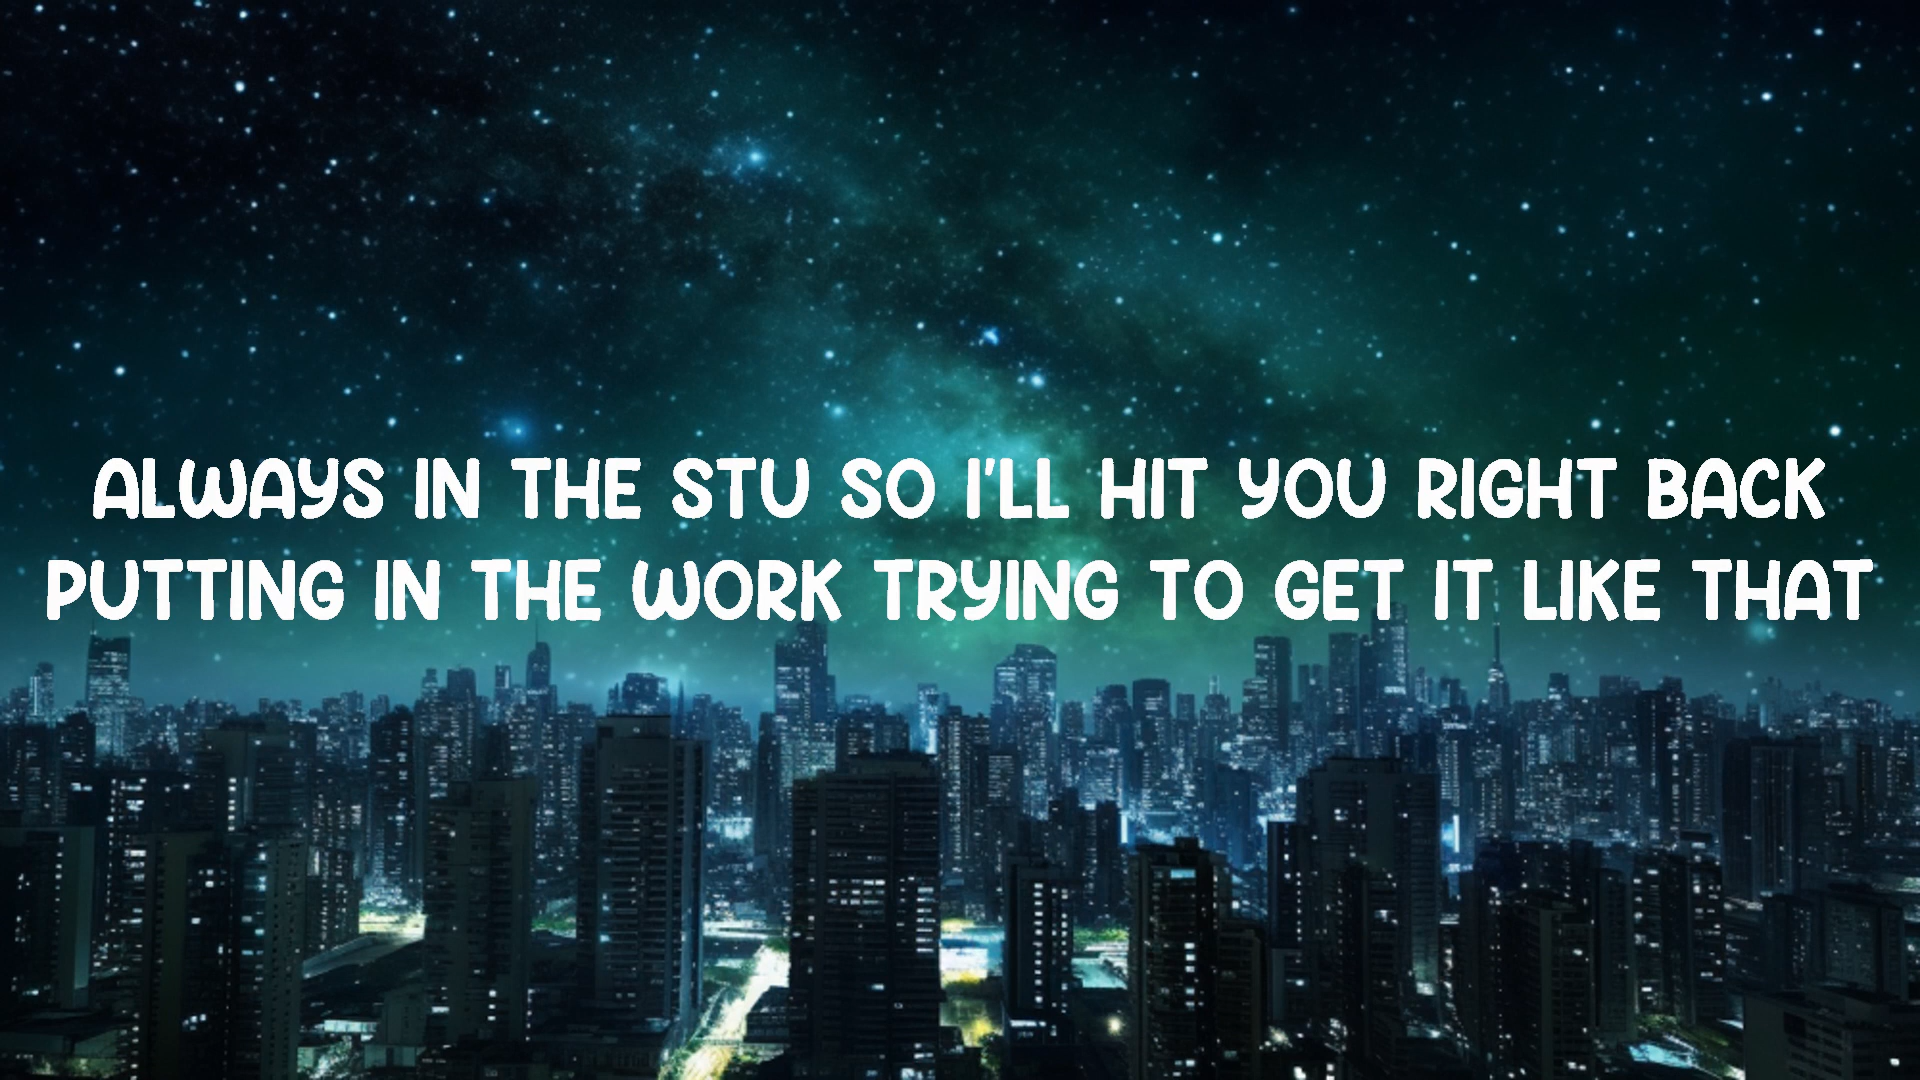 ALWAYS IN THE STU SO I'LL HIT YOU RIGHT BACK
PUTTING IN THE WORK TRYING TO GET IT LIKE THAT